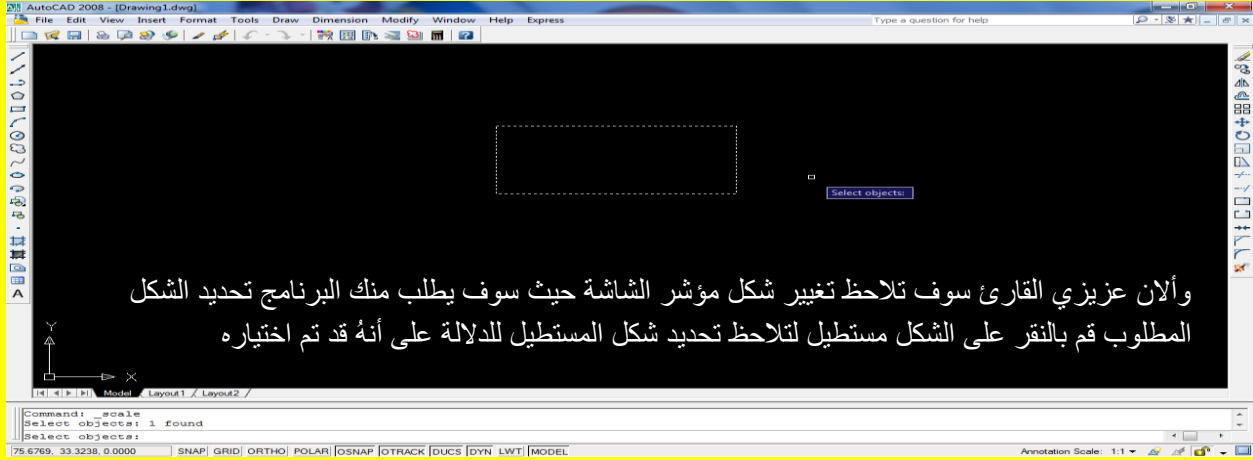 AutoCAD 2008 - [Drawing1.dwg]
File Edit View Insert Format Tools Draw Dimension Modify Window Help Express Type a question for help
Select objects:
وألان عزيزي القارئ سوف تلاحظ تغيير شكل مؤشر الشاشة حيث سوف يطلب منك البرنامج تحديد الشكل
المطلوب قم بالنقر على الشكل مستطيل لتلاحظ تحديد شكل المستطيل للدلالة على أنهُ قد تم اختياره
Y
X
Model Layout1 Layout2
Command: _scale
Select objects: 1 found
Select objects:
75.6769, 33.3238, 0.0000 SNAP GRID ORTHO POLAR OSNAP OTRACK DUCS DYN LWT MODEL Annotation Scale: 1:1